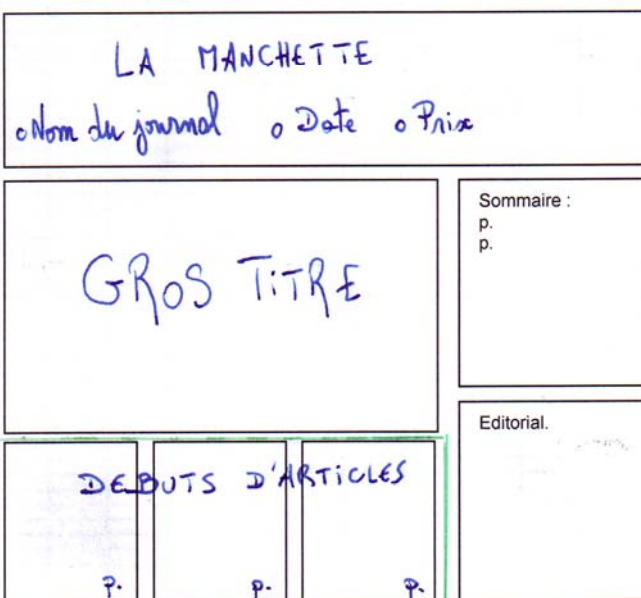 LA MANCHETTE
o Nom du journal o Date o Prix
GROS TiTRE
Sommaire :
p.
p.
Editorial.
DEBUTS D'ARTiCLES
p. p. p.